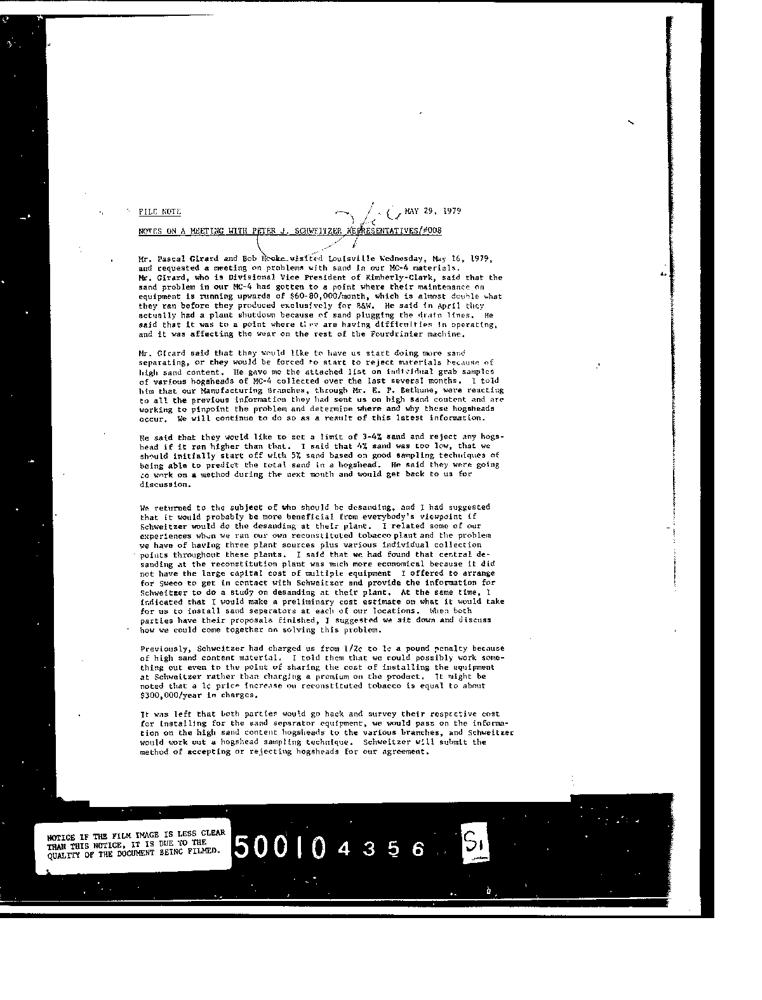 FILE NOTE
MAY 29, 1979
NOTES ON A MEETING WITH PETER J. SCHWEITZER REPRESENTATIVES/#008
Mr. Pascal Girard and Bob Hooke visited Louisville Wednesday, May 16, 1979,
and requested a meeting on problems with sand in our MC-4 materials.
Mr. Girard, who is Divisional Vice President of Kimberly-Clark, said that the
sand problem in our MC-4 has gotten to a point where their maintenance on
equipment is running upwards of $60-80,000/month, which is almost double what
they ran before they produced exclusively for B&W. He said in April they
actually had a plant shutdown because of sand plugging the drain lines. He
said that it was to a point where they are having difficulties in operating,
and it was affecting the wear on the rest of the Fourdrinier machine.
Mr. Girard said that they would like to have us start doing more sand
separating, or they would be forced to start to reject materials because of
high sand content. He gave me the attached list on individual grab samples
of various hogsheads of MC-4 collected over the last several months. I told
him that our Manufacturing Branches, through Mr. E. P. Bethune, were reacting
to all the previous information they had sent us on high sand content and are
working to pinpoint the problem and determine where and why these hogsheads
occur. We will continue to do so as a result of this latest information.
He said that they would like to set a limit of 3-4% sand and reject any hogs-
head if it ran higher than that. I said that 4% sand was too low, that we
should initially start off with 5% sand based on good sampling techniques of
being able to predict the total sand in a hogshead. He said they were going
to work on a method during the next month and would get back to us for
discussion.
We returned to the subject of who should be desanding, and I had suggested
that it would probably be more beneficial from everybody's viewpoint if
Schweitzer would do the desanding at their plant. I related some of our
experiences when we ran our own reconstituted tobacco plant and the problem
we have of having three plant sources plus various individual collection
points throughout these plants. I said that we had found that central de-
sanding at the reconstitution plant was much more economical because it did
not have the large capital cost of multiple equipment I offered to arrange
for Sweco to get in contact with Schweitzer and provide the information for
Schweitzer to do a study on desanding at their plant. At the same time, I
indicated that I would make a preliminary cost estimate on what it would take
for us to install sand seperators at each of our locations. When both
parties have their proposals finished, I suggested we sit down and discuss
how we could come together on solving this problem.
Previously, Schweitzer had charged us from 1/2¢ to 1¢ a pound penalty because
of high sand content material. I told them that we could possibly work some-
thing out even to the point of sharing the cost of installing the equipment
at Schweitzer rather than charging a premium on the product. It might be
noted that a 1¢ price increase on reconstituted tobacco is equal to about
$300,000/year in charges.
It was left that both parties would go back and survey their respective cost
for installing for the sand separator equipment, we would pass on the informa-
tion on the high sand content hogsheads to the various branches, and Schweitzer
would work out a hogshead sampling technique. Schweitzer will submit the
method of accepting or rejecting hogsheads for our agreement.
NOTICE IF THE FILM IMAGE IS LESS CLEAR
THAN THIS NOTICE, IT IS DUE TO THE
QUALITY OF THE DOCUMENT BEING FILMED.
500104356